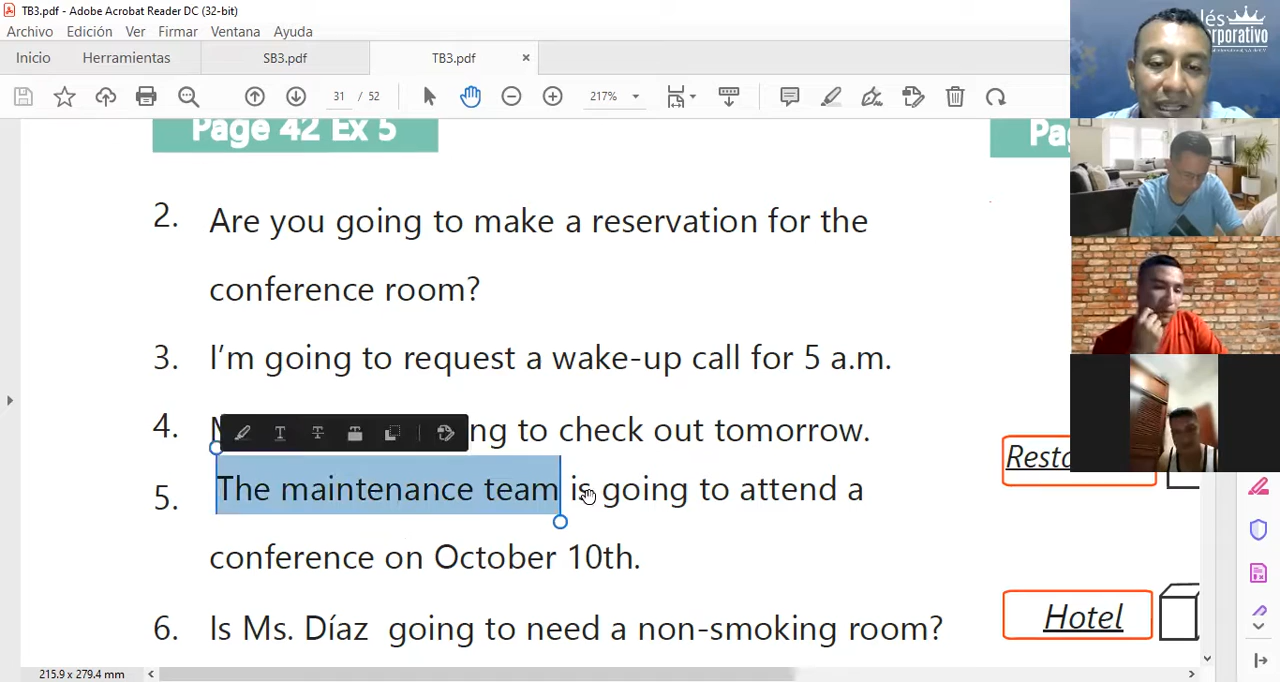 TB3.pdf - Adobe Acrobat Reader DC (32-bit)
Archivo Edición Ver Firmar Ventana Ayuda
Inicio Herramientas SB3.pdf TB3.pdf ×
31 / 52 217%
Page 42 Ex 5
2. Are you going to make a reservation for the
conference room?
3. I'm going to request a wake-up call for 5 a.m.
4. ng to check out tomorrow.
5. The maintenance team is going to attend a
conference on October 10th.
6. Is Ms. Díaz going to need a non-smoking room?
Hotel
215.9 x 279.4 mm